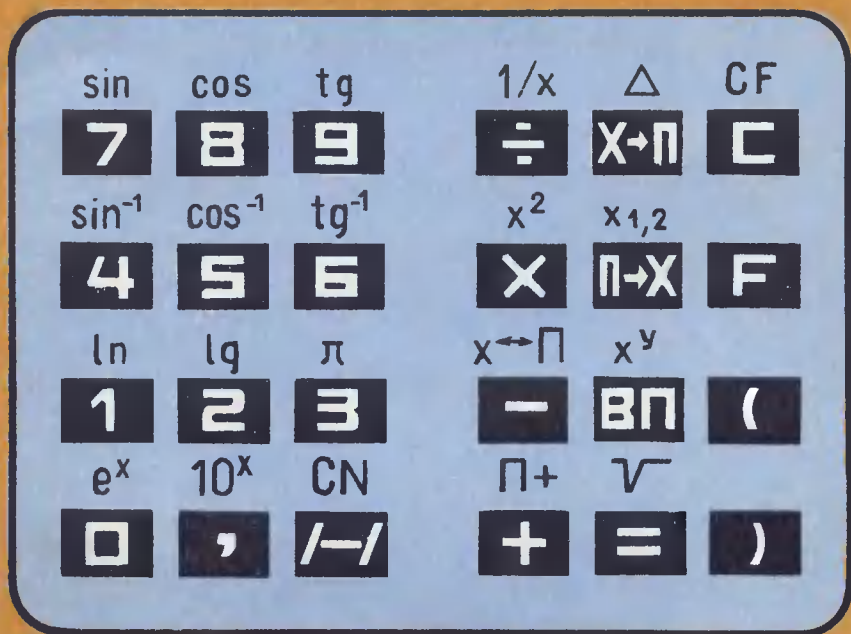 sin cos tg 1/x △ CF
7 8 9 ÷ X→П C
sin⁻¹ cos⁻¹ tg⁻¹ x² x₁,₂
4 5 6 × П→X F
ln lg π x↔П xʸ
1 2 3 − ВП (
eˣ 10ˣ CN П+ √
0 , /—/ + = )